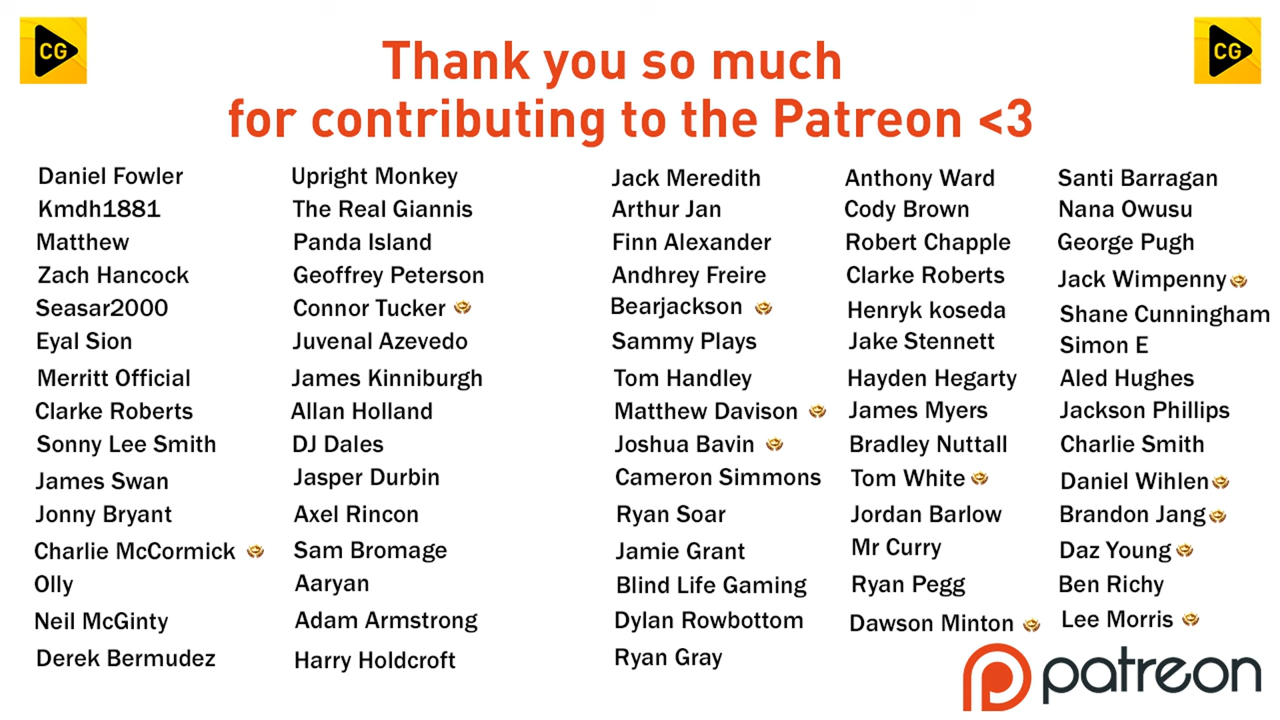 CG
CG
Thank you so much
for contributing to the Patreon <3
Daniel Fowler
Kmdh1881
Matthew
Zach Hancock
Seasar2000
Eyal Sion
Merritt Official
Clarke Roberts
Sonny Lee Smith
James Swan
Jonny Bryant
Charlie McCormick
Olly
Neil McGinty
Derek Bermudez
Upright Monkey
The Real Giannis
Panda Island
Geoffrey Peterson
Connor Tucker
Juvenal Azevedo
James Kinniburgh
Allan Holland
DJ Dales
Jasper Durbin
Axel Rincon
Sam Bromage
Aaryan
Adam Armstrong
Harry Holdcroft
Jack Meredith
Arthur Jan
Finn Alexander
Andhrey Freire
Bearjackson
Sammy Plays
Tom Handley
Matthew Davison
Joshua Bavin
Cameron Simmons
Ryan Soar
Jamie Grant
Blind Life Gaming
Dylan Rowbottom
Ryan Gray
Anthony Ward
Cody Brown
Robert Chapple
Clarke Roberts
Henryk koseda
Jake Stennett
Hayden Hegarty
James Myers
Bradley Nuttall
Tom White
Jordan Barlow
Mr Curry
Ryan Pegg
Dawson Minton
Santi Barragan
Nana Owusu
George Pugh
Jack Wimpenny
Shane Cunningham
Simon E
Aled Hughes
Jackson Phillips
Charlie Smith
Daniel Wihlen
Brandon Jang
Daz Young
Ben Richy
Lee Morris
patreon